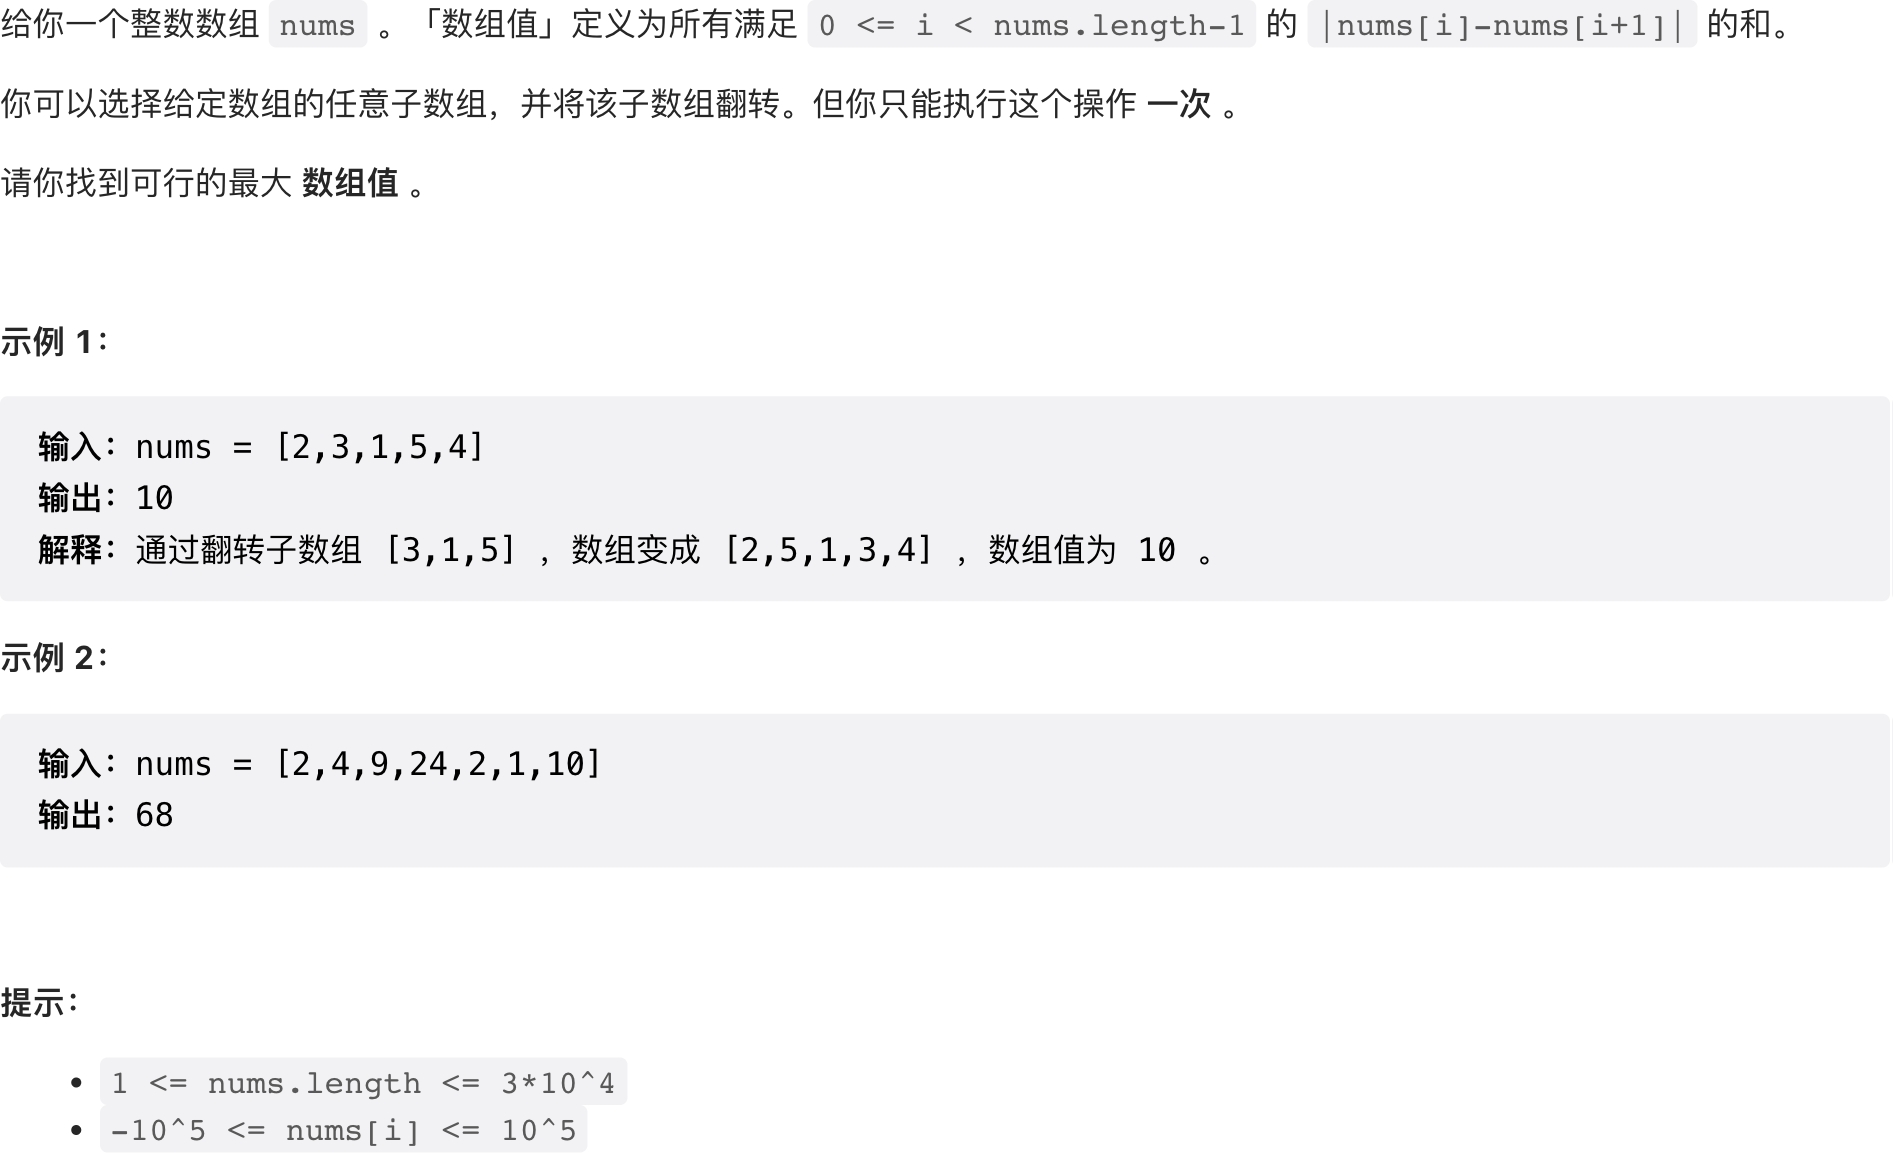 给你一个整数数组 nums 。「数组值」定义为所有满足 0 <= i < nums.length-1 的 |nums[i]-nums[i+1]| 的和。
你可以选择给定数组的任意子数组，并将该子数组翻转。但你只能执行这个操作 一次 。
请你找到可行的最大 数组值 。
示例 1：
输入：nums = [2,3,1,5,4]
输出：10
解释：通过翻转子数组 [3,1,5] ，数组变成 [2,5,1,3,4] ，数组值为 10 。
示例 2：
输入：nums = [2,4,9,24,2,1,10]
输出：68
提示：
• 1 <= nums.length <= 3*10^4
• -10^5 <= nums[i] <= 10^5